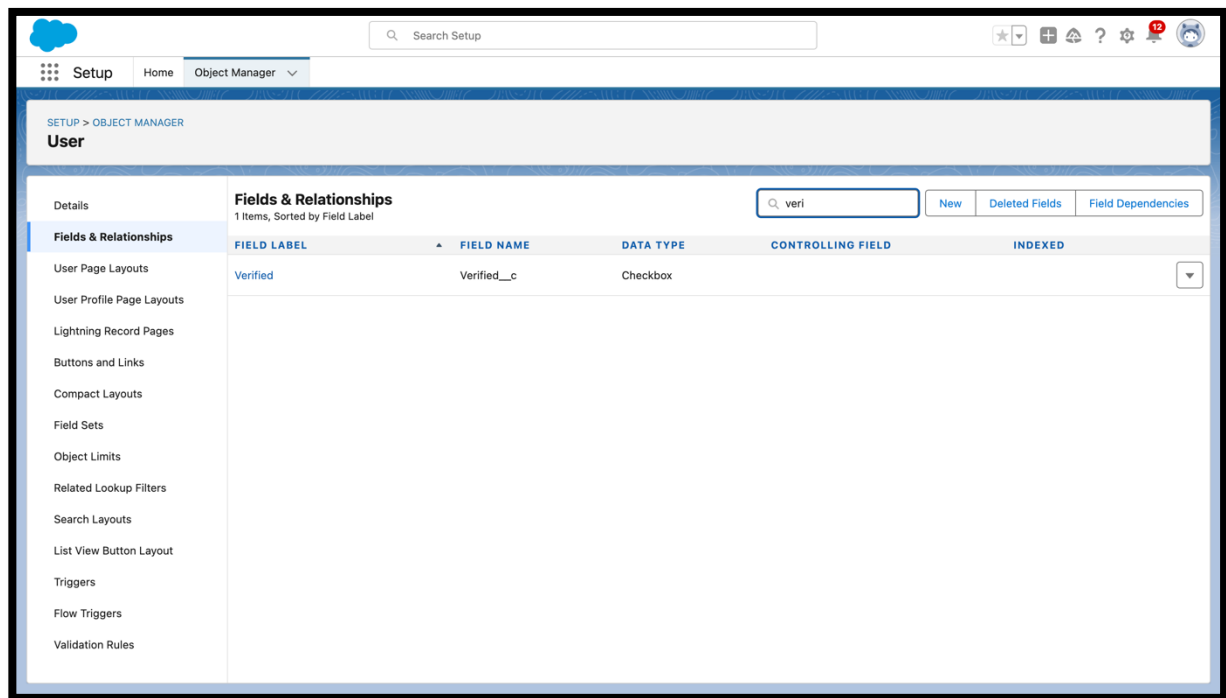 Search Setup
12
Setup
Home
Object Manager
SETUP > OBJECT MANAGER
User
Details
Fields & Relationships
User Page Layouts
User Profile Page Layouts
Lightning Record Pages
Buttons and Links
Compact Layouts
Field Sets
Object Limits
Related Lookup Filters
Search Layouts
List View Button Layout
Triggers
Flow Triggers
Validation Rules
Fields & Relationships
1 Items, Sorted by Field Label
veri
New
Deleted Fields
Field Dependencies
FIELD LABEL FIELD NAME DATA TYPE CONTROLLING FIELD INDEXED
Verified Verified__c Checkbox